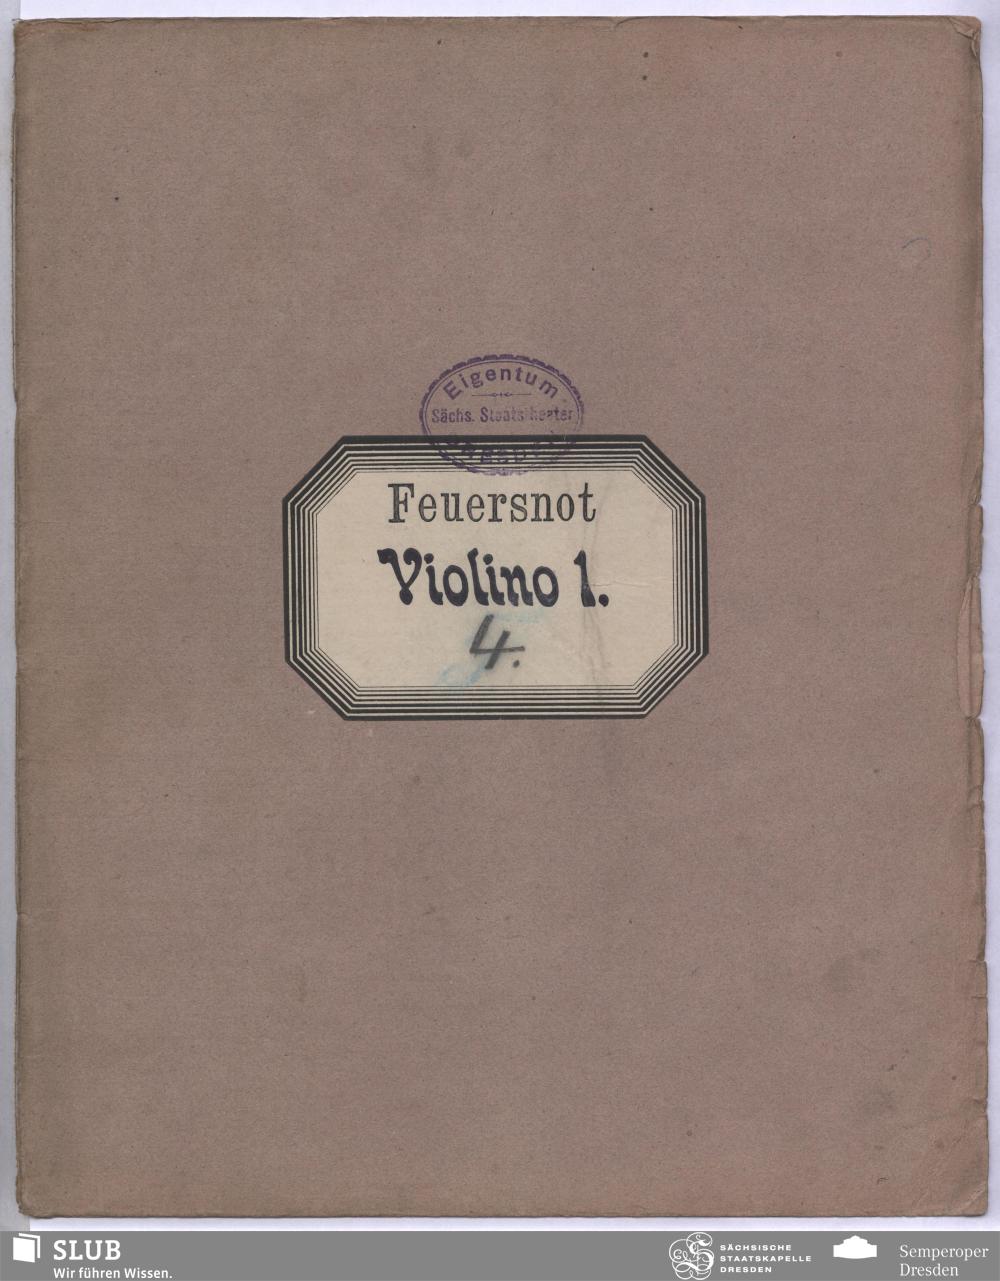 Eigentum
Sächs. Staatstheater
Feuersnot
Violino 1.
4.
SLUB
Wir führen Wissen.
SÄCHSISCHE
STAATSKAPELLE
DRESDEN
Semperoper
Dresden